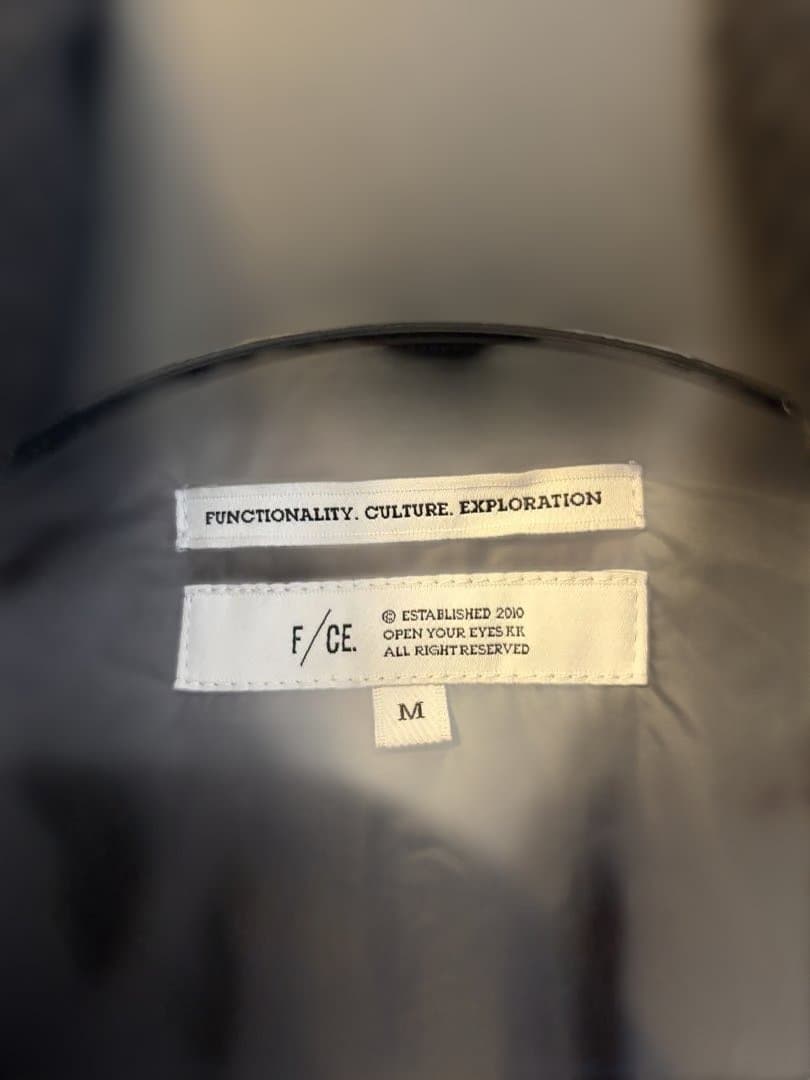 FUNCTIONALITY. CULTURE. EXPLORATION
F/CE.
® ESTABLISHED 2010
OPEN YOUR EYES KK
ALL RIGHT RESERVED
M